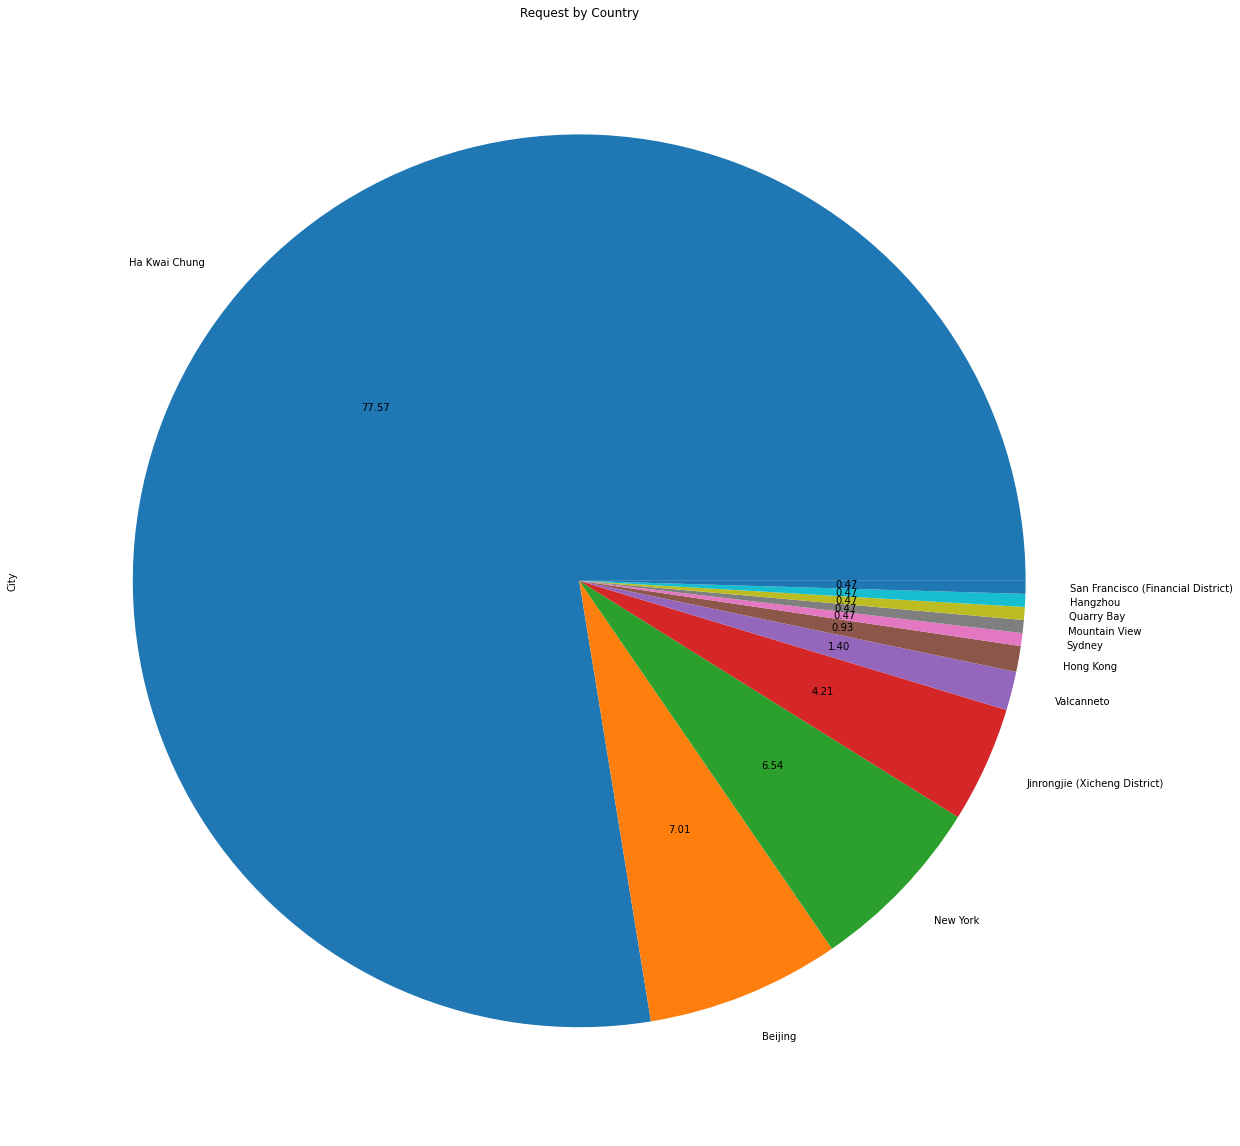 Request by Country
Ha Kwai Chung
77.57
City
0.47
San Francisco (Financial District)
0.47
Hangzhou
0.47
Quarry Bay
0.47
Mountain View
0.47
Sydney
0.93
Hong Kong
1.40
Valcanneto
4.21
Jinrongjie (Xicheng District)
6.54
New York
7.01
Beijing